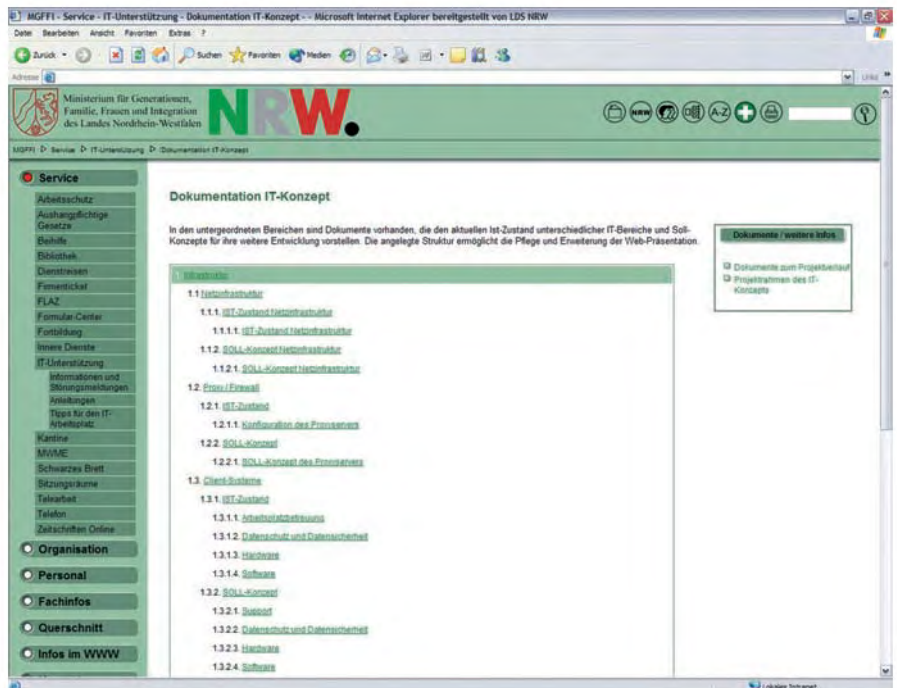 MGFFI - Service - IT-Unterstützung - Dokumentation IT-Konzept - - Microsoft Internet Explorer bereitgestellt von LDS NRW
Datei Bearbeiten Ansicht Favoriten Extras ?
Zurück Suchen Favoriten Medien
Adresse Links
Ministerium für Generationen,
Familie, Frauen und Integration
des Landes Nordrhein-Westfalen
NRW.
NRW A-Z
MGFFI Service IT-Unterstützung Dokumentation IT-Konzept
Service
Arbeitsschutz
Aushangpflichtige
Gesetze
Beihilfe
Bibliothek
Dienstreisen
Firmenticket
FLAZ
Formular-Center
Fortbildung
Innere Dienste
IT-Unterstützung
Informationen und
Störungsmeldungen
Anleitungen
Tipps für den IT-
Arbeitsplatz
Kantine
MWME
Schwarzes Brett
Sitzungsräume
Telearbeit
Telefon
Zeitschriften Online
Organisation
Personal
Fachinfos
Querschnitt
Infos im WWW
Dokumentation IT-Konzept
In den untergeordneten Bereichen sind Dokumente vorhanden, die den aktuellen Ist-Zustand unterschiedlicher IT-Bereiche und Soll-
Konzepte für ihre weitere Entwicklung vorstellen. Die angelegte Struktur ermöglicht die Pflege und Erweiterung der Web-Präsentation.
1. Infrastruktur
1.1 Netzinfrastruktur
1.1.1. IST-Zustand Netzinfrastruktur
1.1.1.1. IST-Zustand Netzinfrastruktur
1.1.2. SOLL-Konzept Netzinfrastruktur
1.1.2.1. SOLL-Konzept Netzinfrastruktur
1.2. Proxy / Firewall
1.2.1. IST-Zustand
1.2.1.1. Konfiguration des Proxyservers
1.2.2. SOLL-Konzept
1.2.2.1. SOLL-Konzept des Proxyservers
1.3. Client-Systeme
1.3.1. IST-Zustand
1.3.1.1. Arbeitsplatzbetreuung
1.3.1.2. Datenschutz und Datensicherheit
1.3.1.3. Hardware
1.3.1.4. Software
1.3.2. SOLL-Konzept
1.3.2.1. Support
1.3.2.2. Datenschutz und Datensicherheit
1.3.2.3. Hardware
1.3.2.4. Software
Dokumente / weitere Infos
Dokumente zum Projektverlauf
Projektrahmen des IT-
Konzepts
Lokales Intranet